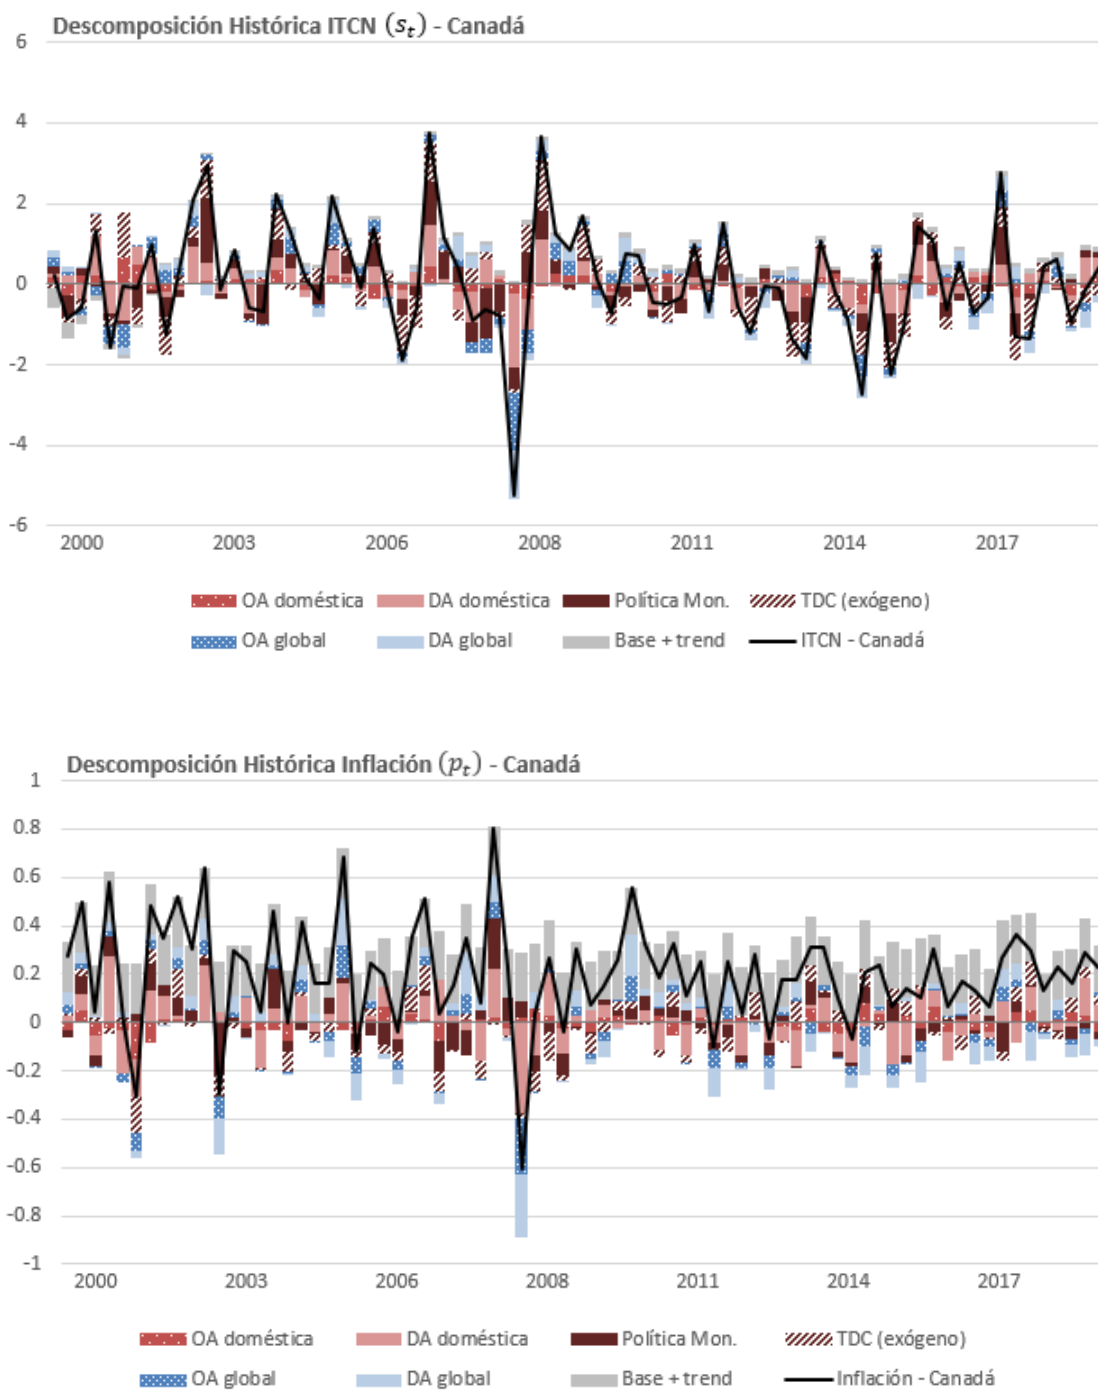 Descomposición Histórica ITCN (s_t) - Canadá
6
4
2
0
-2
-4
-6
2000 2003 2006 2008 2011 2014 2017
OA doméstica DA doméstica Política Mon. TDC (exógeno)
OA global DA global Base + trend ITCN - Canadá
Descomposición Histórica Inflación (p_t) - Canadá
1
0.8
0.6
0.4
0.2
0
-0.2
-0.4
-0.6
-0.8
-1
2000 2003 2006 2008 2011 2014 2017
OA doméstica DA doméstica Política Mon. TDC (exógeno)
OA global DA global Base + trend Inflación - Canadá